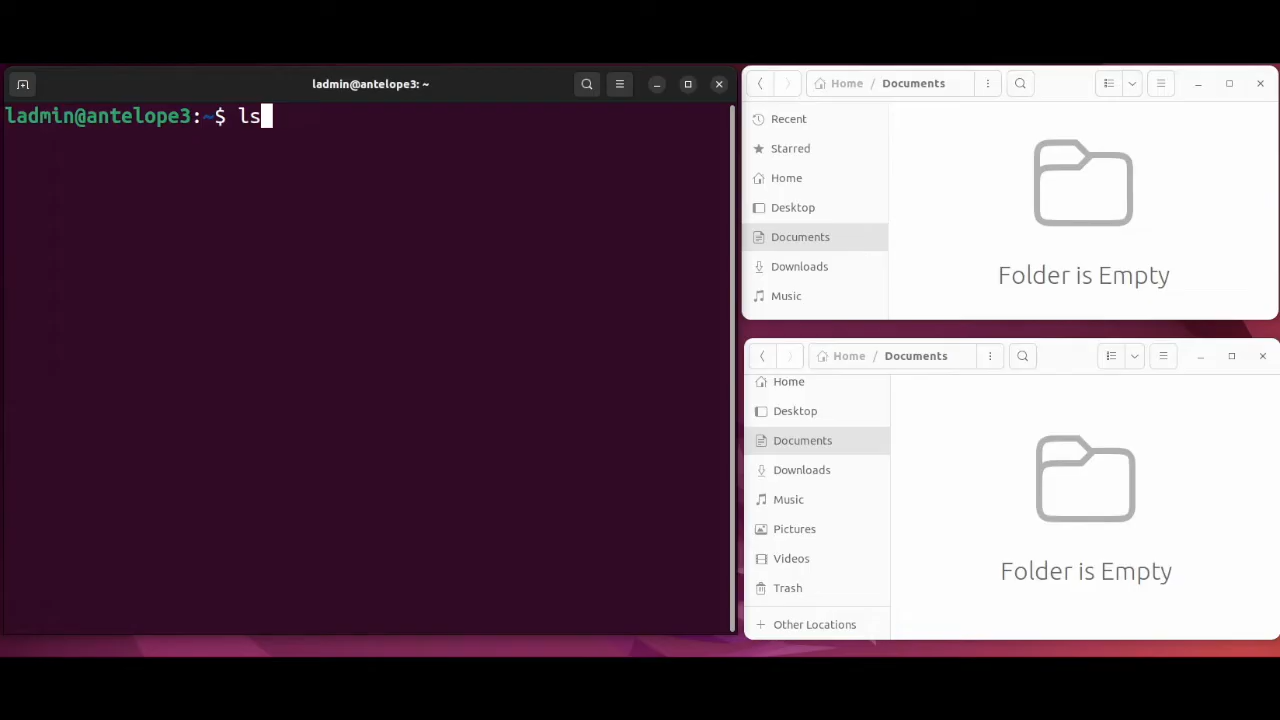 ladmin@antelope3: ~
ladmin@antelope3:~$ ls
Home / Documents
Recent
Starred
Home
Desktop
Documents
Downloads
Music
Folder is Empty
Home / Documents
Home
Desktop
Documents
Downloads
Music
Pictures
Videos
Trash
+ Other Locations
Folder is Empty